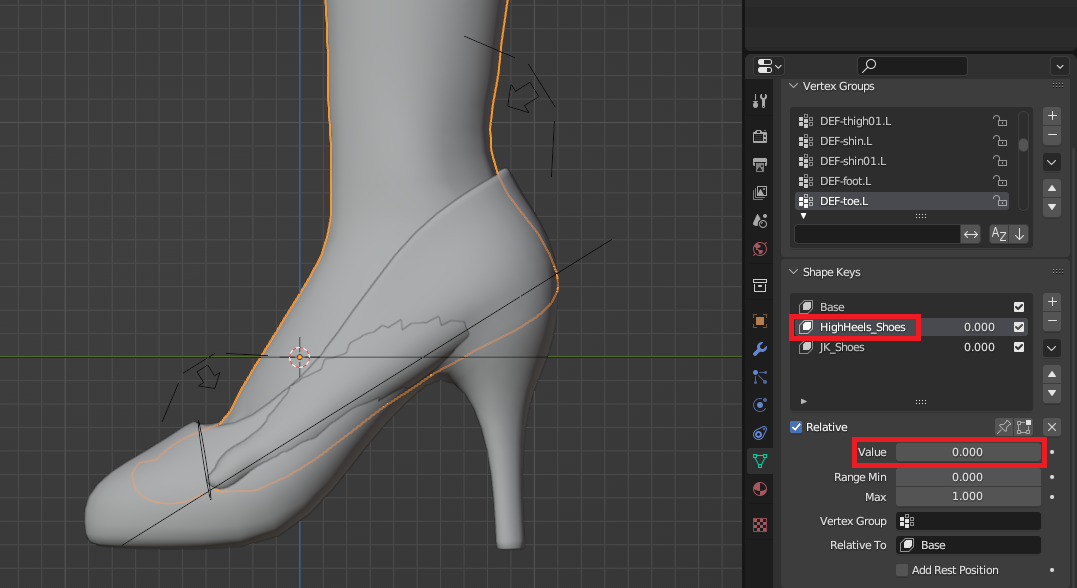 Vertex Groups
DEF-thigh01.L
DEF-shin.L
DEF-shin01.L
DEF-foot.L
DEF-toe.L
AZ
Shape Keys
Base
HighHeels_Shoes 0.000
JK_Shoes 0.000
Relative
Value 0.000
Range Min 0.000
Max 1.000
Vertex Group
Relative To Base
Add Rest Position